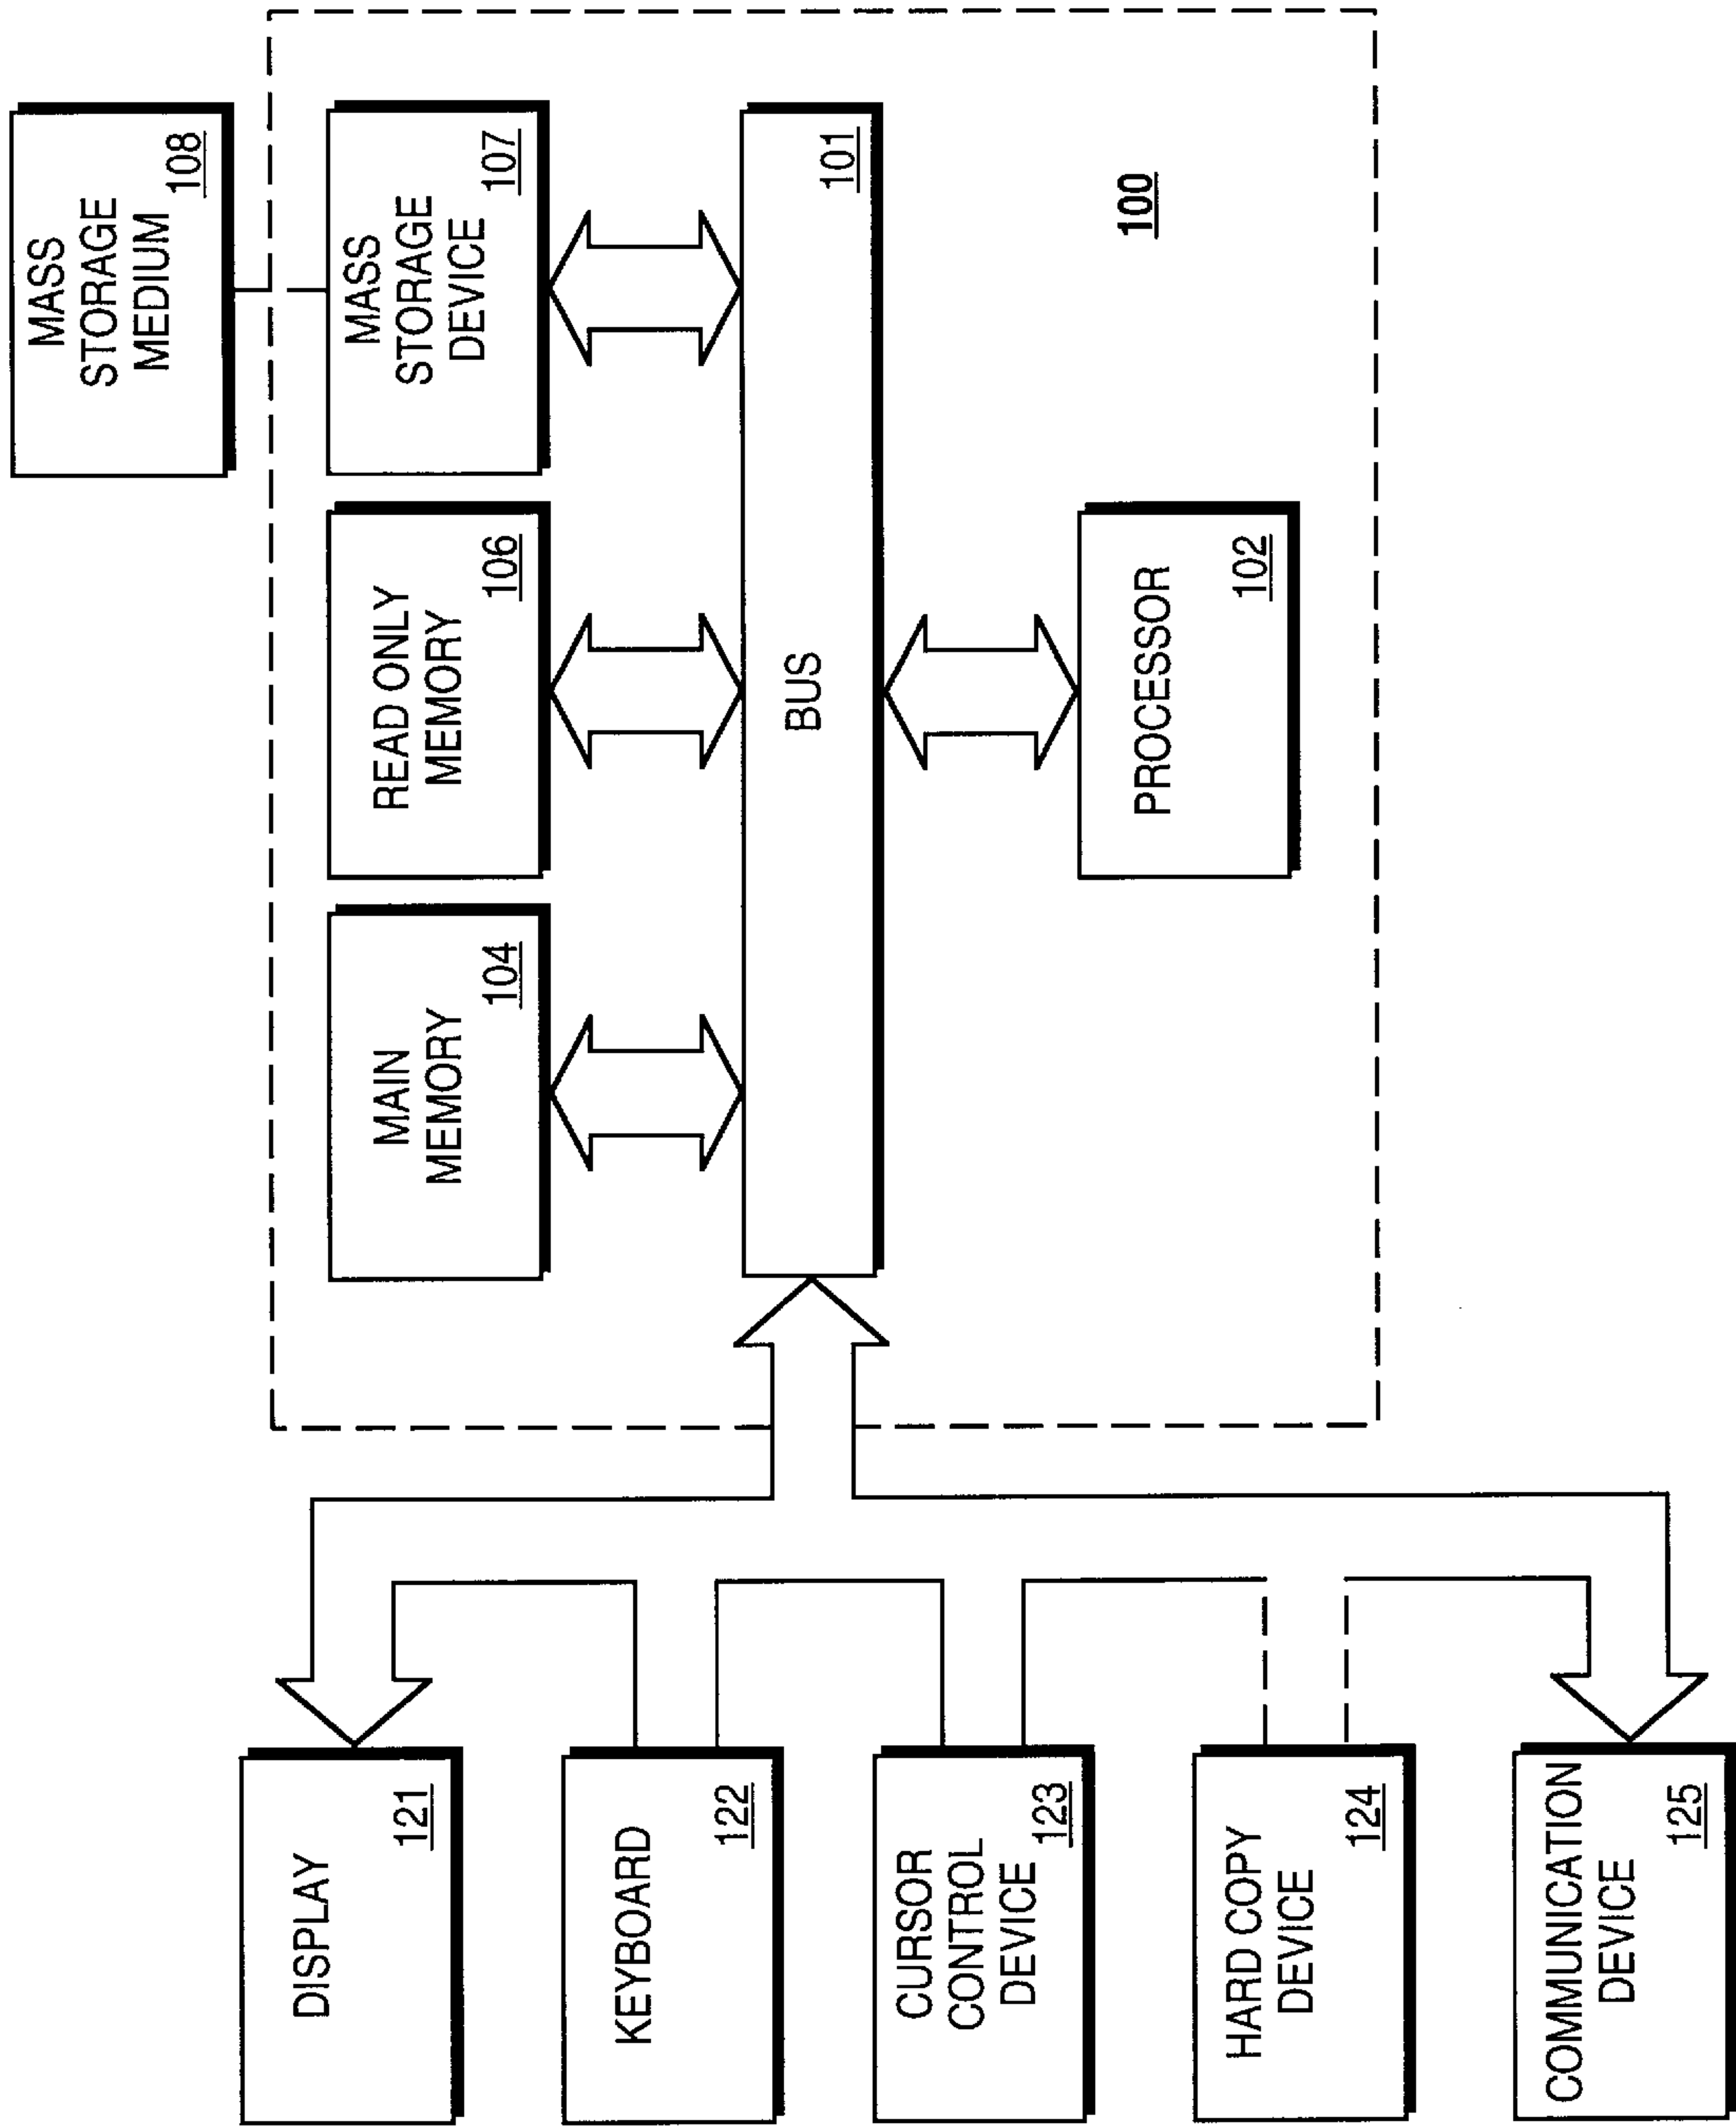 MASS
STORAGE
MEDIUM
108
MAIN
MEMORY
104
READ ONLY
MEMORY
106
MASS
STORAGE
DEVICE
107
BUS
101
PROCESSOR
102
100
DISPLAY
121
KEYBOARD
122
CURSOR
CONTROL
DEVICE
123
HARD COPY
DEVICE
124
COMMUNICATION
DEVICE
125